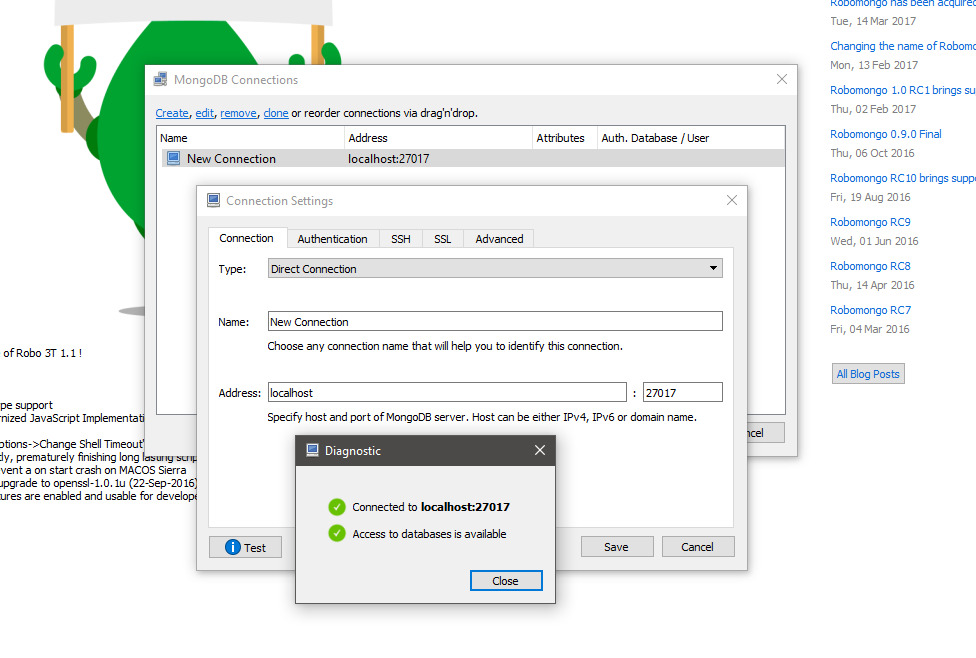 Robomongo has been acquired
Tue, 14 Mar 2017
Changing the name of Robomo
Mon, 13 Feb 2017
Robomongo 1.0 RC1 brings su
Thu, 02 Feb 2017
Robomongo 0.9.0 Final
Thu, 06 Oct 2016
Robomongo RC10 brings suppo
Fri, 19 Aug 2016
Robomongo RC9
Wed, 01 Jun 2016
Robomongo RC8
Thu, 14 Apr 2016
Robomongo RC7
Fri, 04 Mar 2016
All Blog Posts
MongoDB Connections
Create, edit, remove, clone or reorder connections via drag'n'drop.
Name Address Attributes Auth. Database / User
New Connection localhost:27017
ncel
Connection Settings
Connection Authentication SSH SSL Advanced
Type: Direct Connection
Name: New Connection
Choose any connection name that will help you to identify this connection.
Address: localhost : 27017
Specify host and port of MongoDB server. Host can be either IPv4, IPv6 or domain name.
Test Save Cancel
Diagnostic
Connected to localhost:27017
Access to databases is available
Close
of Robo 3T 1.1 !
pe support
rnized JavaScript Implementati
ptions->Change Shell Timeout'
tly, prematurely finishing long lasting scrip
event a on start crash on MACOS Sierra
upgrade to openssl-1.0.1u (22-Sep-2016)
tures are enabled and usable for develope